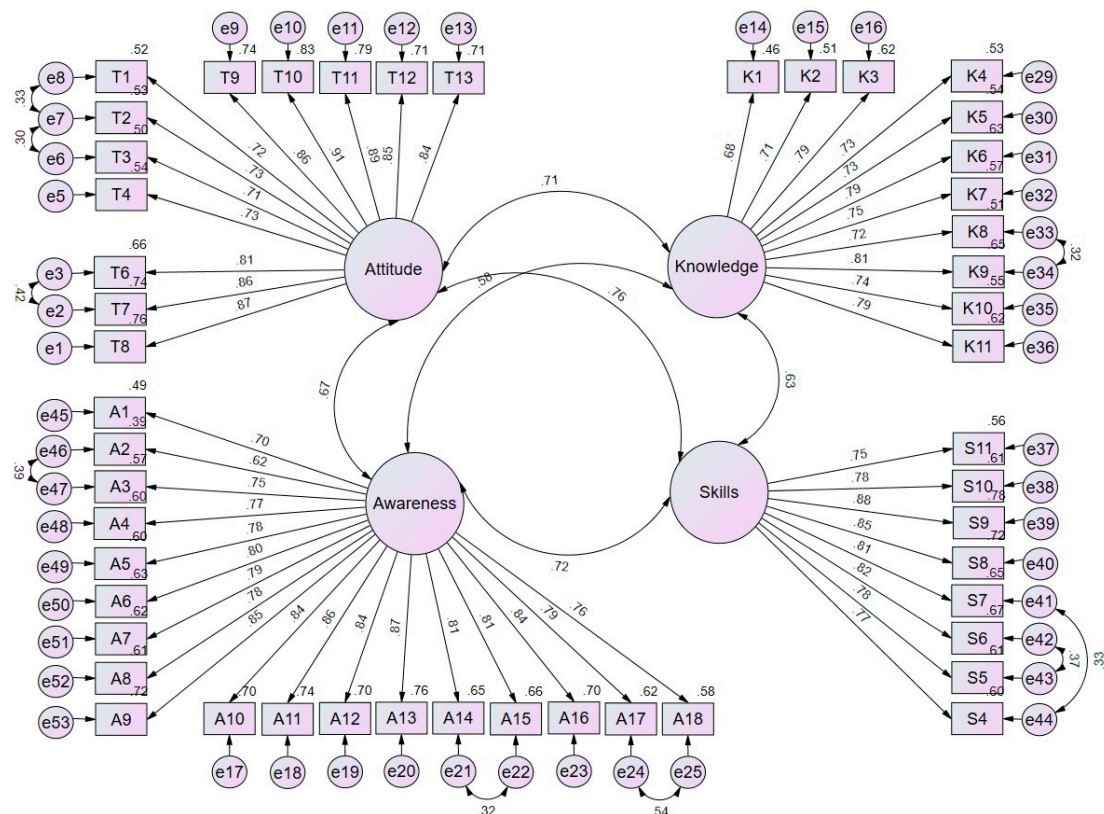 e9 e10 e11 e12 e13 e14 e15 e16
.52 .74 .83 .79 .71 .71 .46 .51 .62 .53
e8 T1 T9 T10 T11 T12 T13 K1 K2 K3 K4 e29
.33 .53 .54
e7 T2 K5 e30
.30 .50 .63
e6 T3 K6 e31
.54 .57
e5 T4 K7 e32
.51
K8 e33
.65 .32
K9 e34
.55
K10 e35
.62
K11 e36
.72 .73 .71 .73 .86 .91 .89 .85 .84
.68 .71 .79 .73 .73 .79 .75 .72 .81 .74 .79
.66
e3 T6 .81
.42 .74
e2 T7 .86
.76
e1 T8 .87
Attitude
Knowledge
.71
.58
.76
.67
.63
.72
.49
e45 A1 .70
.39
e46 A2 .62
.39 .57
e47 A3 .75
.60
e48 A4 .77
.60
e49 A5 .78
.63
e50 A6 .80
.62
e51 A7 .79
.61
e52 A8 .78
.72
e53 A9 .85
Awareness
Skills
.56
.75 S11 e37
.61
.78 S10 e38
.78
.88 S9 e39
.72
.85 S8 e40
.65
.81 S7 e41
.67
.82 S6 e42
.61 .37 .33
.78 S5 e43
.60
.77 S4 e44
.84 .86 .84 .87 .81 .81 .84 .79 .76
.70 .74 .70 .76 .65 .66 .70 .62 .58
A10 A11 A12 A13 A14 A15 A16 A17 A18
e17 e18 e19 e20 e21 e22 e23 e24 e25
.32 .54